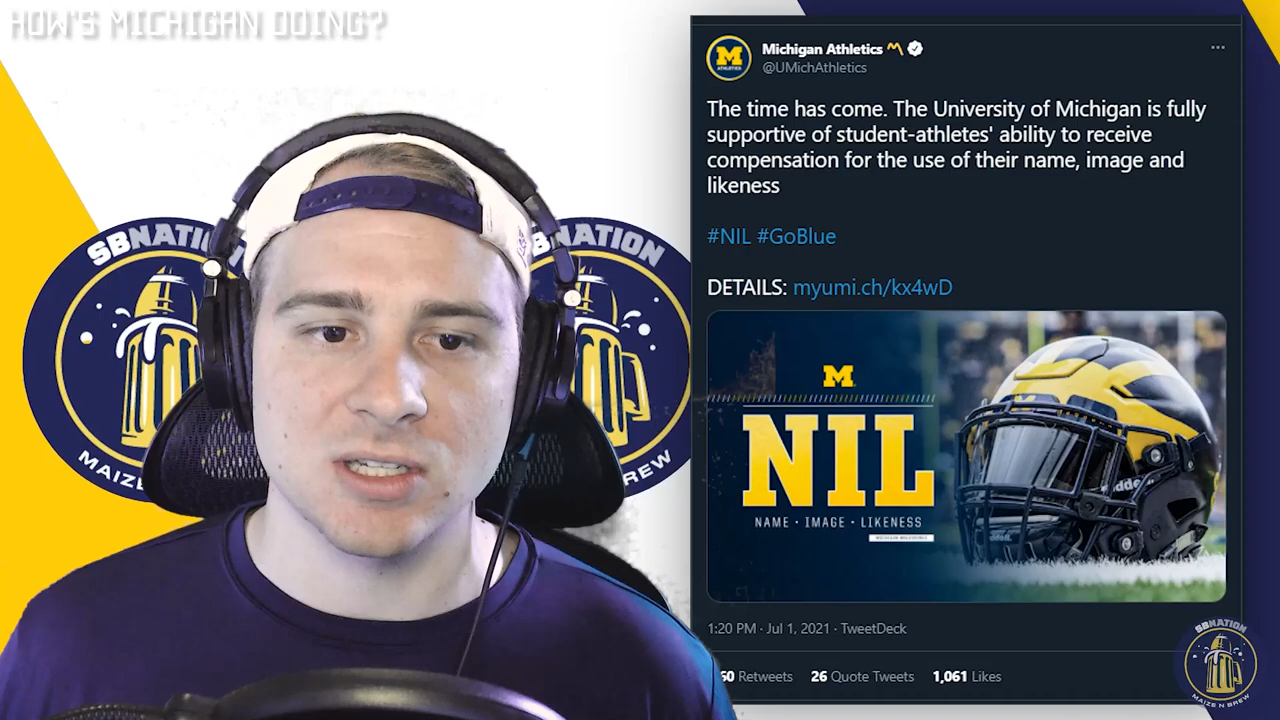 HOW'S MICHIGAN DOING?
Michigan Athletics
@UMichAthletics
The time has come. The University of Michigan is fully
supportive of student-athletes' ability to receive
compensation for the use of their name, image and
likeness
#NIL #GoBlue
DETAILS: myumi.ch/kx4wD
M
ATHLETICS
M
NIL
NAME · IMAGE · LIKENESS
1:20 PM · Jul 1, 2021 · TweetDeck
60 Retweets 26 Quote Tweets 1,061 Likes
SBNATION
MAIZE
SBNATION
BREW
SBNATION
MAIZE N BREW